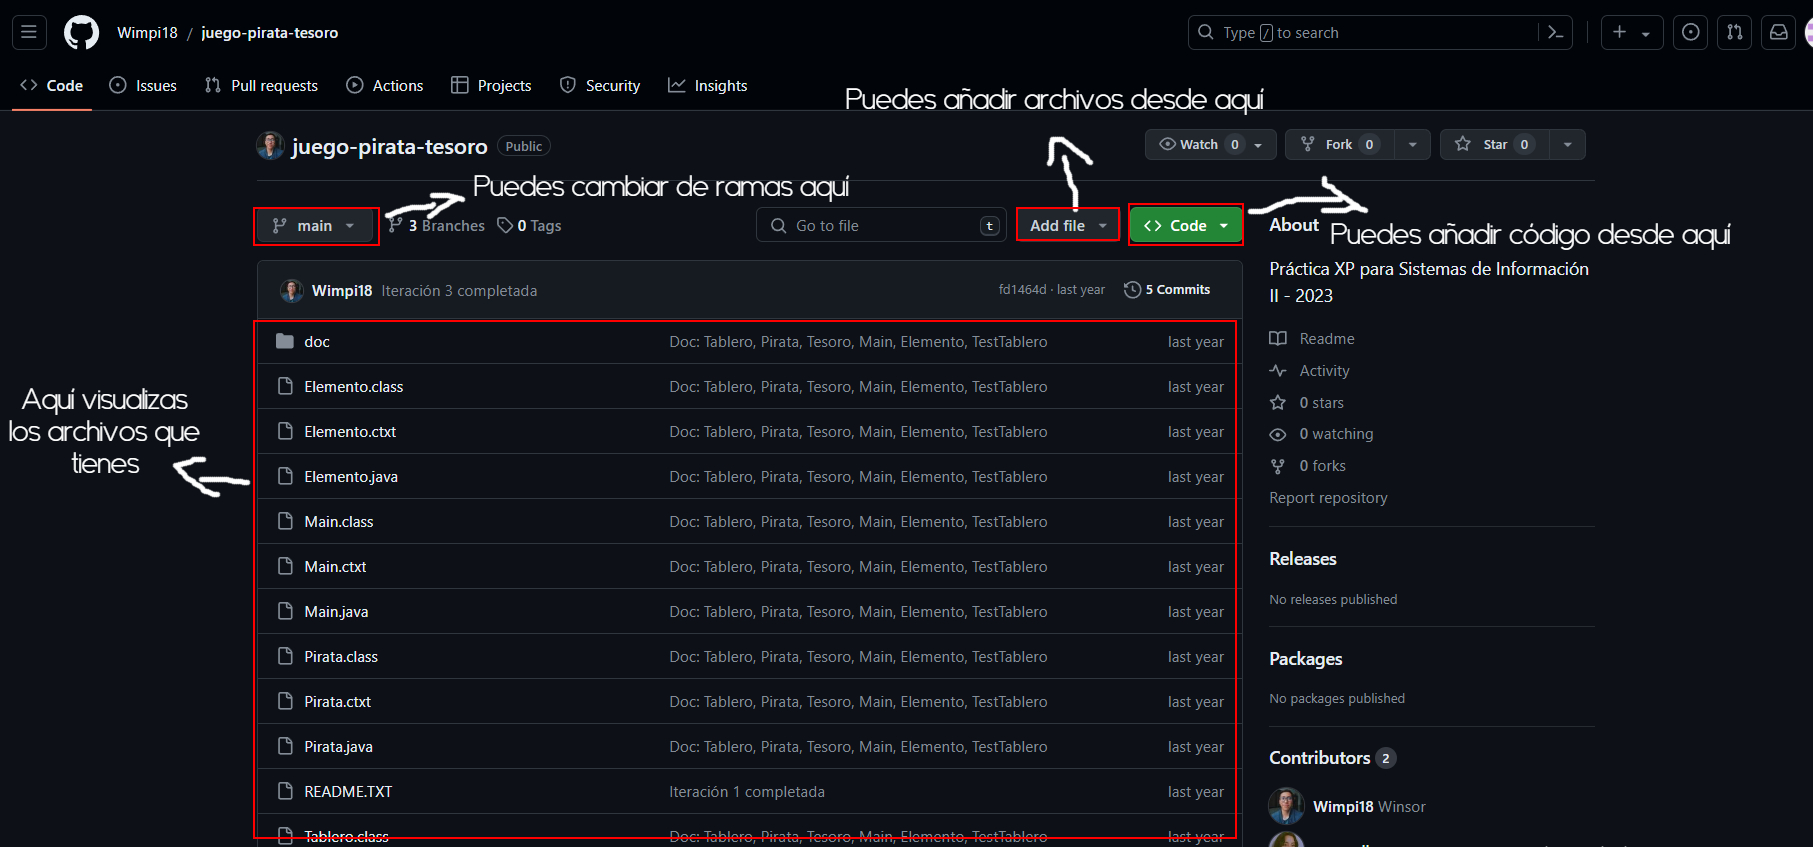 Wimpi18 / juego-pirata-tesoro
Type / to search
Code
Issues
Pull requests
Actions
Projects
Security
Insights
Puedes añadir archivos desde aquí
juego-pirata-tesoro Public
Watch 0
Fork 0
Star 0
Puedes cambiar de ramas aquí
main
3 Branches
0 Tags
Go to file t
Add file
Code
About
Puedes añadir código desde aquí
Práctica XP para Sistemas de Información
II - 2023
Wimpi18 Iteración 3 completada fd1464d · last year 5 Commits
doc Doc: Tablero, Pirata, Tesoro, Main, Elemento, TestTablero last year
Elemento.class Doc: Tablero, Pirata, Tesoro, Main, Elemento, TestTablero last year
Elemento.ctxt Doc: Tablero, Pirata, Tesoro, Main, Elemento, TestTablero last year
Elemento.java Doc: Tablero, Pirata, Tesoro, Main, Elemento, TestTablero last year
Main.class Doc: Tablero, Pirata, Tesoro, Main, Elemento, TestTablero last year
Main.ctxt Doc: Tablero, Pirata, Tesoro, Main, Elemento, TestTablero last year
Main.java Doc: Tablero, Pirata, Tesoro, Main, Elemento, TestTablero last year
Pirata.class Doc: Tablero, Pirata, Tesoro, Main, Elemento, TestTablero last year
Pirata.ctxt Doc: Tablero, Pirata, Tesoro, Main, Elemento, TestTablero last year
Pirata.java Doc: Tablero, Pirata, Tesoro, Main, Elemento, TestTablero last year
README.TXT Iteración 1 completada last year
Tablero.class Doc: Tablero, Pirata, Tesoro, Main, Elemento, TestTablero last year
Aquí visualizas
los archivos que
tienes
Readme
Activity
0 stars
0 watching
0 forks
Report repository
Releases
No releases published
Packages
No packages published
Contributors 2
Wimpi18 Winsor